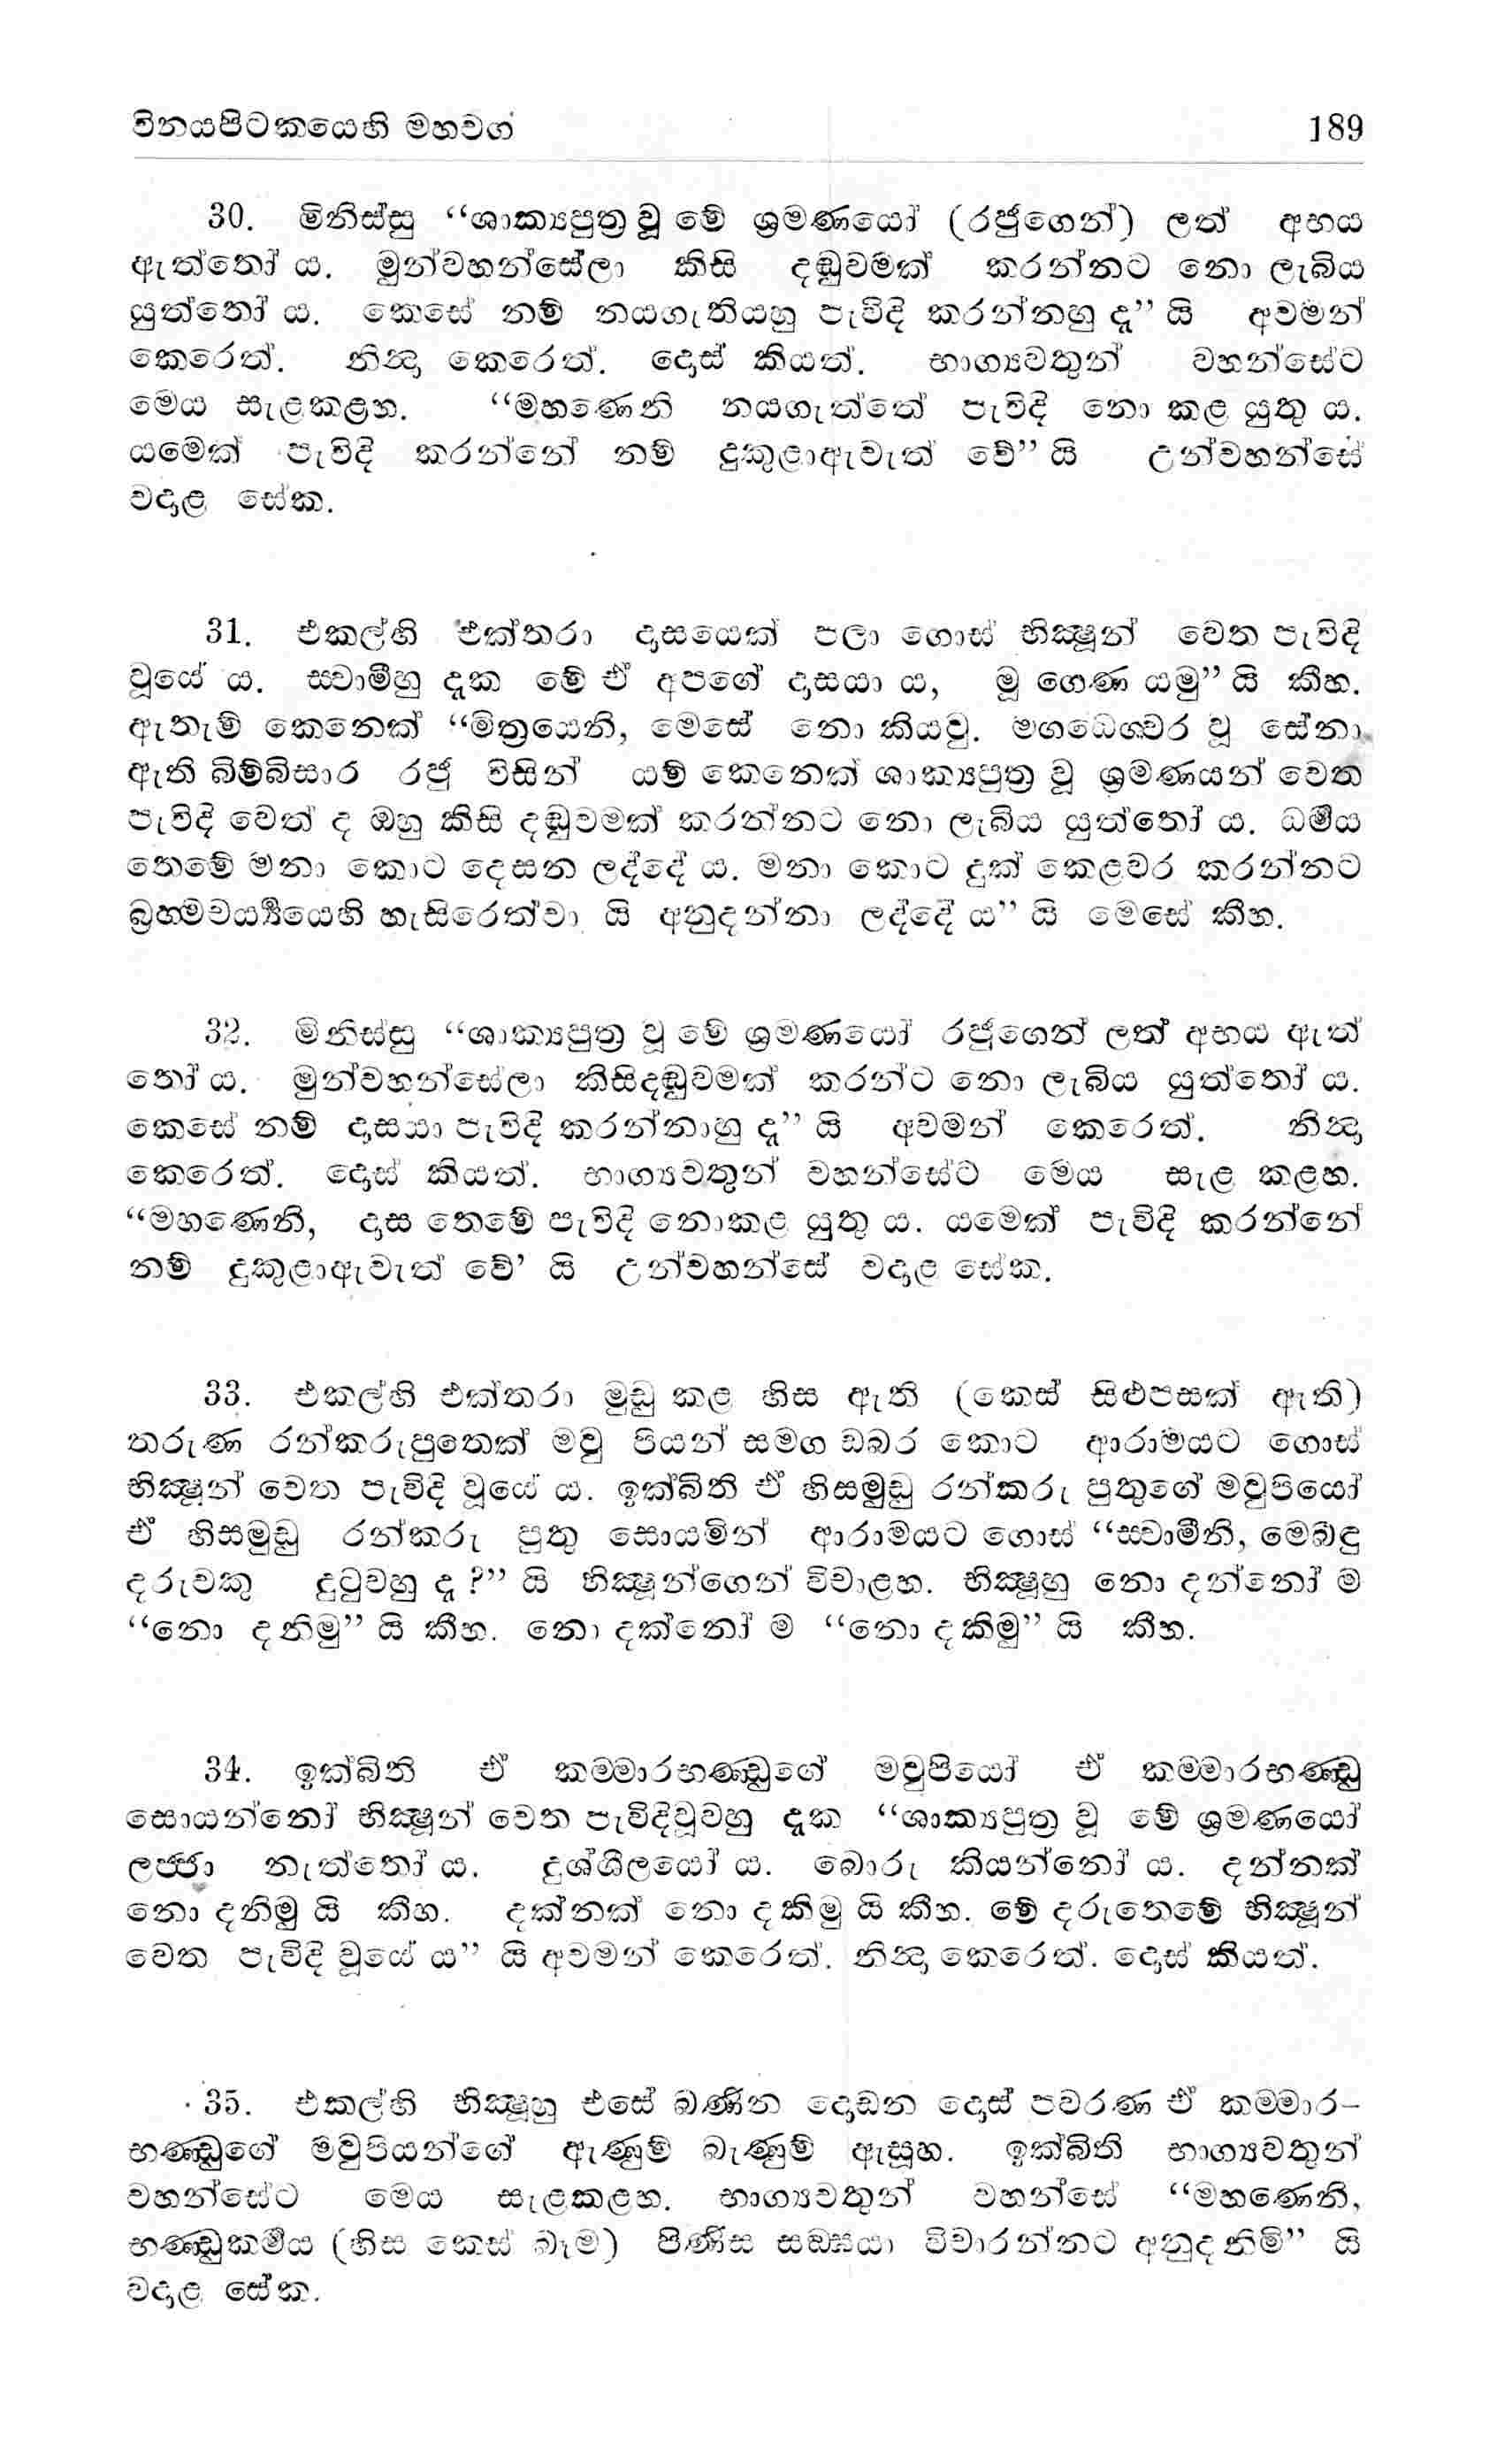 විනයපිටකයෙහි මහවග් 189
30. මිනිස්සු “ශාක්‍යපුත්‍ර වූ මේ ශ්‍රමණයෝ (රජුගෙන්) ලත් අභය
ඇත්තෝ ය. මුන්වහන්සේලා කිසි දඬුවමක් කරන්නට නො ලැබිය
යුත්තෝ ය. කෙසේ නම් නයගැතියහු පැවිදි කරන්නහු ද” යි අවමන්
කෙරෙත්. නින්‍දා කෙරෙත්. දොස් කියත්. භාග්‍යවතුන් වහන්සේට
මෙය සැළකළහ. “මහණෙනි නයගැත්තේ පැවිදි නො කළ යුතු ය.
යමෙක් පැවිදි කරන්නේ නම් දුකුළාඇවැත් වේ” යි උන්වහන්සේ
වදාළ සේක.
31. එකල්හි එක්තරා දාසයෙක් පලා ගොස් භික්‍ෂූන් වෙත පැවිදි
වූයේ ය. ස්වාමීහු දැක මේ ඒ අපගේ දාසයා ය, මූ ගෙණ යමු” යි කීහ.
ඇතැම් කෙනෙක් “මිත්‍රයෙනි, මෙසේ නො කියවු. මගධෙශ්වර වූ සේනා
ඇති බිම්බිසාර රජු විසින් යම් කෙනෙක් ශාක්‍යපුත්‍ර වූ ශ්‍රමණයන් වෙත
පැවිදි වෙත් ද ඔහු කිසි දඬුවමක් කරන්නට නො ලැබිය යුත්තෝ ය. ධර්‍මය
තෙමේ මනා කොට දෙසන ලද්දේ ය. මනා කොට දුක් කෙළවර කරන්නට
බ්‍රහ්මචර්‍ය්‍යයෙහි හැසිරෙත්වා යි අනුදන්නා ලද්දේ ය” යි මෙසේ කීහ.
32. මිනිස්සු “ශාක්‍යපුත්‍ර වූ මේ ශ්‍රමණයෝ රජුගෙන් ලත් අභය ඇත්
තෝ ය. මුන්වහන්සේලා කිසිදඬුවමක් කරන්ට නො ලැබිය යුත්තෝ ය.
කෙසේ නම් දාසයා පැවිදි කරන්නාහු ද” යි අවමන් කෙරෙත්. නින්‍දා
කෙරෙත්. දොස් කියත්. භාග්‍යවතුන් වහන්සේට මෙය සැළ කළහ.
“මහණෙනි, දාස තෙමේ පැවිදි නොකළ යුතු ය. යමෙක් පැවිදි කරන්නේ
නම් දුකුළාඇවැත් වේ’ යි උන්වහන්සේ වදාළ සේක.
33. එකල්හි එක්තරා මුඩු කළ හිස ඇති (කෙස් සිළුපසක් ඇති)
තරුණ රන්කරුපුතෙක් මවු පියන් සමග ඩබර කොට ආරාමයට ගොස්
භික්‍ෂූන් වෙත පැවිදි වූයේ ය. ඉක්බිති ඒ හිසමුඩු රන්කරු පුතුගේ මවුපියෝ
ඒ හිසමුඩු රන්කරු පුතු සොයමින් ආරාමයට ගොස් “ස්වාමීනි, මෙබඳු
දරුවකු දුටුවහු ද ?” යි භික්‍ෂූන්ගෙන් විචාළහ. භික්‍ෂූහු නො දන්නෝ ම
“නො දනිමු” යි කීහ. නො දක්නෝ ම “නො දකිමු” යි කීහ.
34. ඉක්බිති ඒ කම්මාරභණ්ඩුගේ මවුපියෝ ඒ කම්මාරභණ්ඩු
සොයන්නෝ භික්‍ෂූන් වෙත පැවිදිවූවහු දැක “ශාක්‍යපුත්‍ර වූ මේ ශ්‍රමණයෝ
ලජ්ජා නැත්තෝ ය. දුශ්ශීලයෝ ය. බොරු කියන්නෝ ය. දන්නක්
නො දනිමු යි කීහ. දක්නක් නො දකිමු යි කීහ. මේ දරුතෙමේ භික්‍ෂූන්
වෙත පැවිදි වූයේ ය” යි අවමන් කෙරෙත්. නින්‍දා කෙරෙත්. දොස් කියත්.
35. එකල්හි භික්‍ෂූහු එසේ බණින දොඩන දොස් පවරණ ඒ කම්මාර-
භණ්ඩුගේ මවුපියන්ගේ ඇණුම් බැණුම් ඇසූහ. ඉක්බිති භාග්‍යවතුන්
වහන්සේට මෙය සැළකළහ. භාග්‍යවතුන් වහන්සේ “මහණෙනි,
භණ්ඩුකර්‍මය (හිස කෙස් බෑම) පිණිස සඞ්ඝයා විචාරන්නට අනුදනිමි” යි
වදාළ සේක.